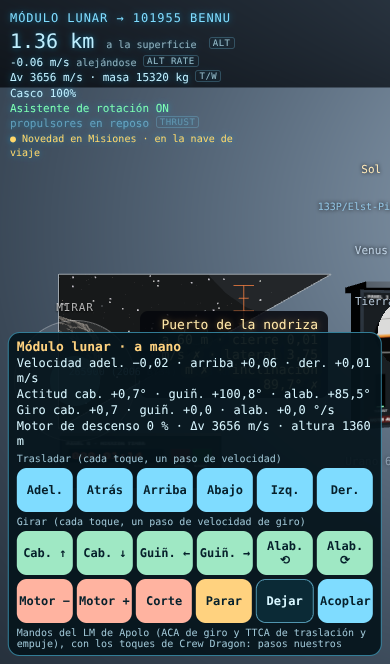 MÓDULO LUNAR → 101955 BENNU
1.36 km a la superficie ALT
-0.06 m/s alejándose ALT RATE
Δv 3656 m/s · masa 15320 kg T/W
Casco 100%
Asistente de rotación ON
propulsores en reposo THRUST
● Novedad en Misiones · en la nave de
viaje
Sol
133P/Elst-Pi
Venus
Tierra
MIRAR
Puerto de la nodriza
Módulo lunar · a mano
Velocidad adel. −0,02 · arriba +0,06 · der. +0,01
m/s
Actitud cab. +0,7° · guiñ. +100,8° · alab. +85,5°
Giro cab. +0,7 · guiñ. +0,0 · alab. +0,0 °/s
Motor de descenso 0 % · Δv 3656 m/s · altura 1360
m
Trasladar (cada toque, un paso de velocidad)
Adel. Atrás Arriba Abajo Izq. Der.
Girar (cada toque, un paso de velocidad de giro)
Cab. ↑ Cab. ↓ Guiñ. ← Guiñ. → Alab. ⟲ Alab. ⟳
Motor − Motor + Corte Parar Dejar Acoplar
Mandos del LM de Apolo (ACA de giro y TTCA de traslación y
empuje), con los toques de Crew Dragon: pasos nuestros